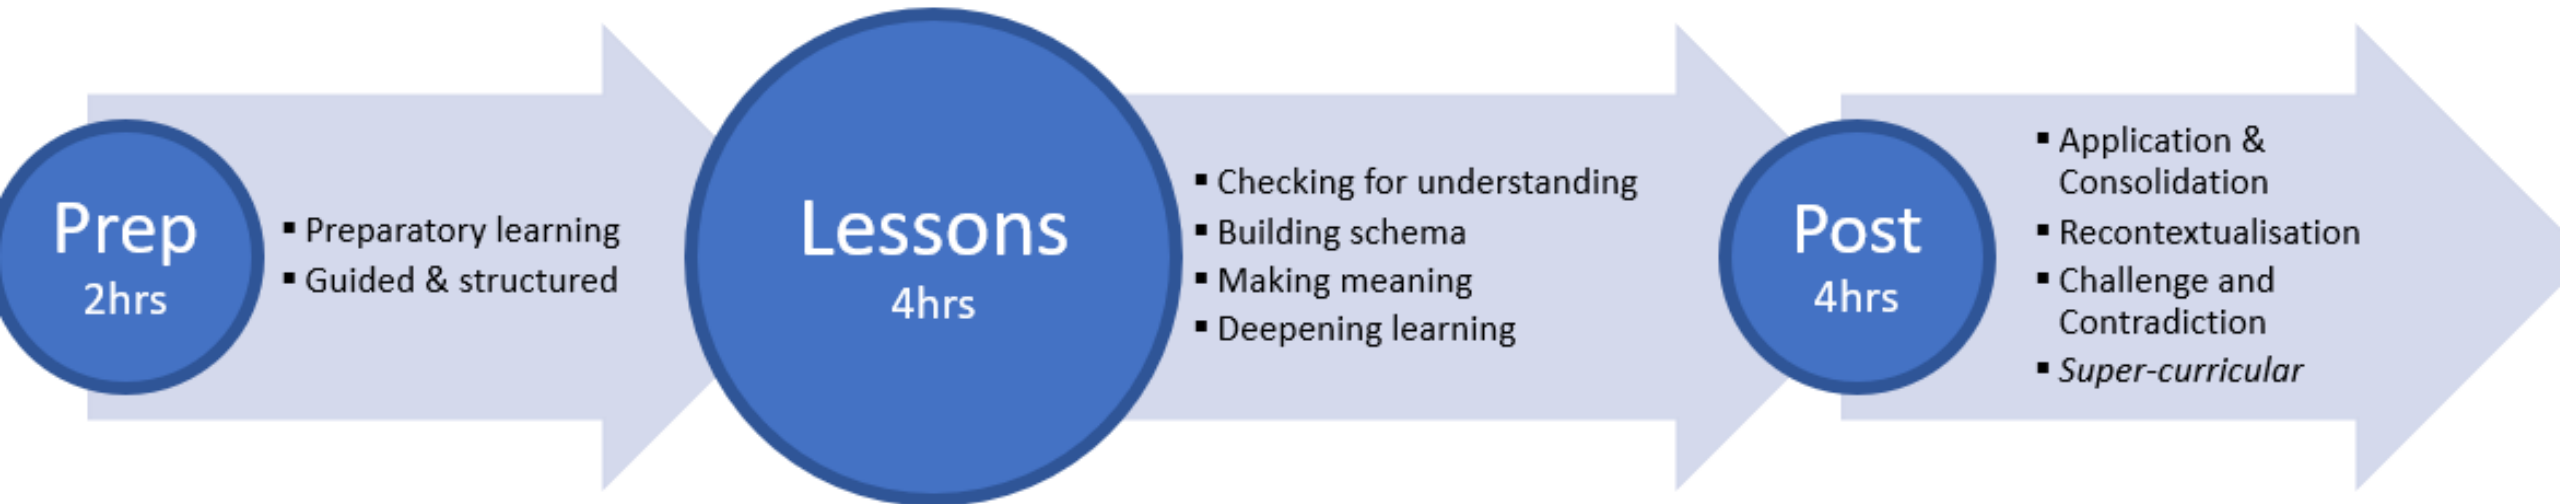 Prep
2hrs
▪ Preparatory learning
▪ Guided & structured
Lessons
4hrs
▪ Checking for understanding
▪ Building schema
▪ Making meaning
▪ Deepening learning
Post
4hrs
▪ Application &
Consolidation
▪ Recontextualisation
▪ Challenge and
Contradiction
▪ Super-curricular